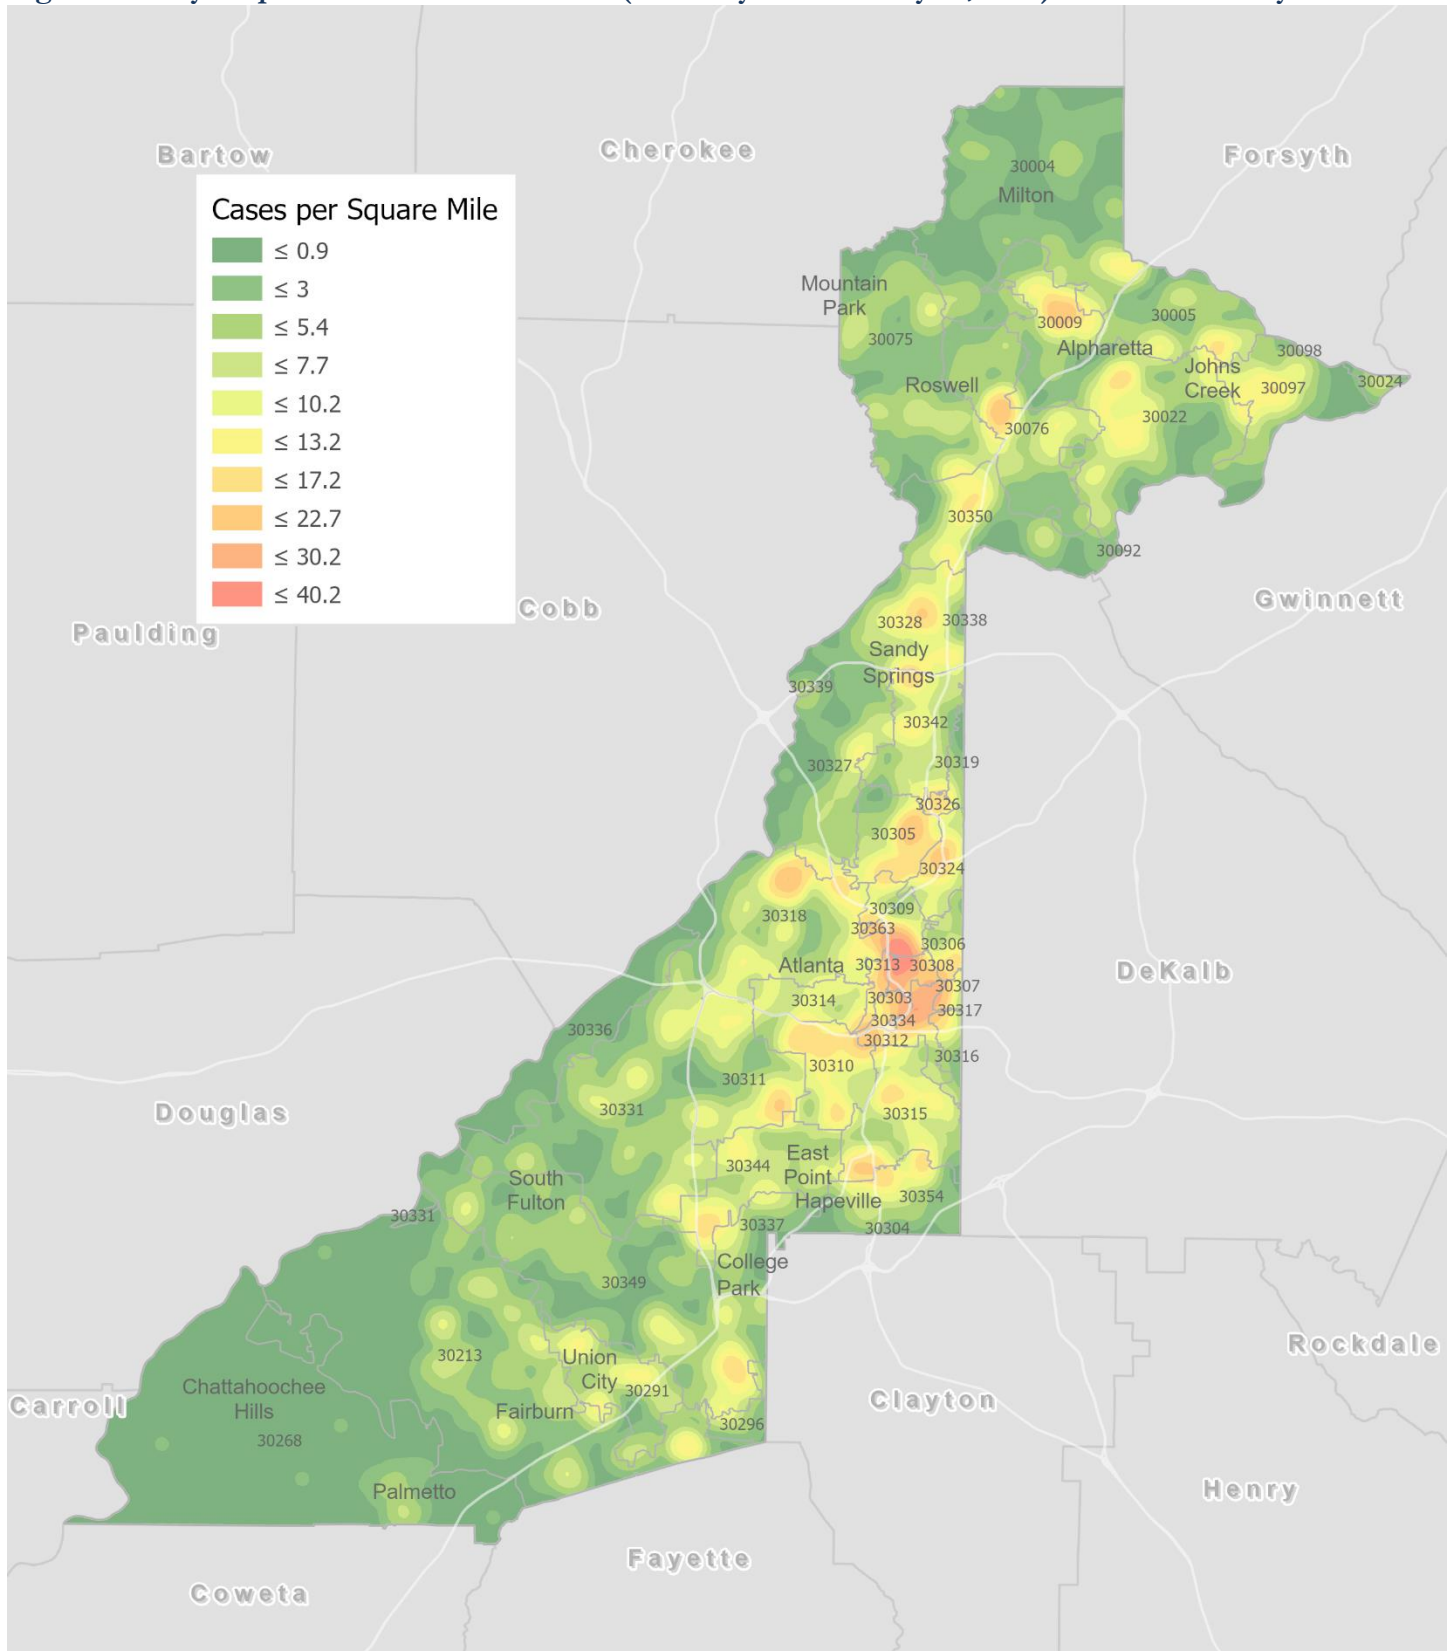 Bartow
Cherokee
Forsyth
Cases per Square Mile
≤ 0.9
≤ 3
≤ 5.4
≤ 7.7
≤ 10.2
≤ 13.2
≤ 17.2
≤ 22.7
≤ 30.2
≤ 40.2
30004
Milton
Mountain
Park
30075
30009
30005
Alpharetta
30098
Johns
Creek
30097
30024
Roswell
30076
30022
30350
30092
Paulding
Cobb
Gwinnett
30328
30338
Sandy
Springs
30339
30342
30327
30319
30326
30305
30324
30318
30309
30363
30306
Atlanta
30313
30308
DeKalb
30314
30303
30307
30334
30317
30336
30312
30316
30310
30311
Douglas
30331
30315
30344
East
Point
South
Fulton
Hapeville
30354
30331
30337
30304
College
Park
30349
Rockdale
30213
Union
City
30291
Chattahoochee
Hills
Carroll
Fairburn
30296
Clayton
30268
Palmetto
Henry
Fayette
Coweta